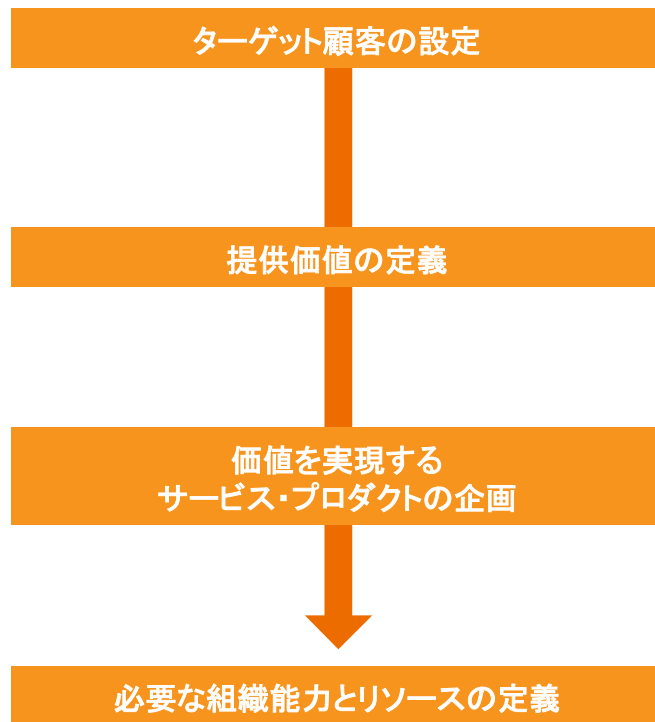 ターゲット顧客の設定
提供価値の定義
価値を実現する
サービス・プロダクトの企画
必要な組織能力とリソースの定義